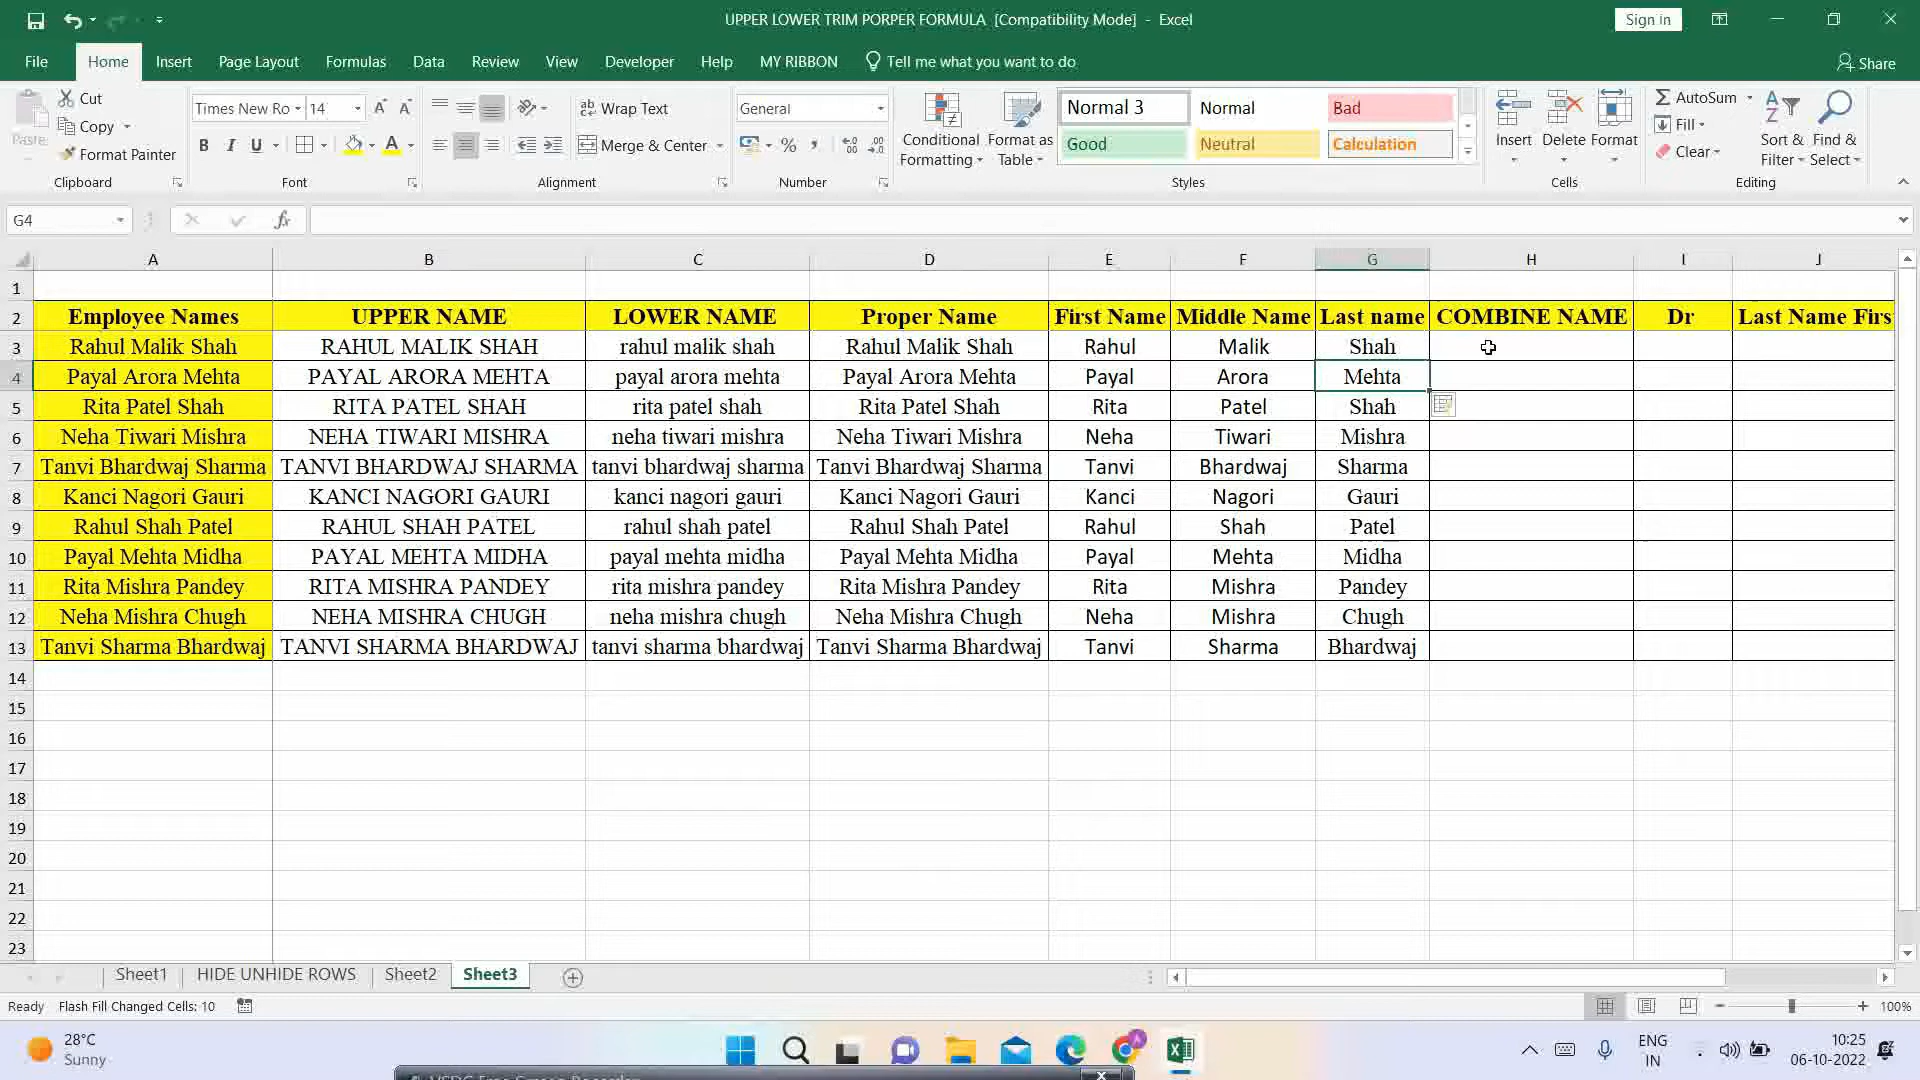 UPPER LOWER TRIM PORPER FORMULA [Compatibility Mode] - Excel
Sign in
File Home Insert Page Layout Formulas Data Review View Developer Help MY RIBBON Tell me what you want to do Share
Paste
Cut
Copy
Format Painter
Clipboard
Times New Ro 14
B I U
Font
Wrap Text
Merge & Center
Alignment
General
Number
Conditional Formatting
Format as Table
Normal 3 Normal Bad
Good Neutral Calculation
Styles
Insert Delete Format
Cells
AutoSum
Fill
Clear
Sort & Filter
Find & Select
Editing
G4 fx
A B C D E F G H I J
1
2 Employee Names UPPER NAME LOWER NAME Proper Name First Name Middle Name Last name COMBINE NAME Dr Last Name Firs
3 Rahul Malik Shah RAHUL MALIK SHAH rahul malik shah Rahul Malik Shah Rahul Malik Shah
4 Payal Arora Mehta PAYAL ARORA MEHTA payal arora mehta Payal Arora Mehta Payal Arora Mehta
5 Rita Patel Shah RITA PATEL SHAH rita patel shah Rita Patel Shah Rita Patel Shah
6 Neha Tiwari Mishra NEHA TIWARI MISHRA neha tiwari mishra Neha Tiwari Mishra Neha Tiwari Mishra
7 Tanvi Bhardwaj Sharma TANVI BHARDWAJ SHARMA tanvi bhardwaj sharma Tanvi Bhardwaj Sharma Tanvi Bhardwaj Sharma
8 Kanci Nagori Gauri KANCI NAGORI GAURI kanci nagori gauri Kanci Nagori Gauri Kanci Nagori Gauri
9 Rahul Shah Patel RAHUL SHAH PATEL rahul shah patel Rahul Shah Patel Rahul Shah Patel
10 Payal Mehta Midha PAYAL MEHTA MIDHA payal mehta midha Payal Mehta Midha Payal Mehta Midha
11 Rita Mishra Pandey RITA MISHRA PANDEY rita mishra pandey Rita Mishra Pandey Rita Mishra Pandey
12 Neha Mishra Chugh NEHA MISHRA CHUGH neha mishra chugh Neha Mishra Chugh Neha Mishra Chugh
13 Tanvi Sharma Bhardwaj TANVI SHARMA BHARDWAJ tanvi sharma bhardwaj Tanvi Sharma Bhardwaj Tanvi Sharma Bhardwaj
14
15
16
17
18
19
20
21
22
23
Sheet1 HIDE UNHIDE ROWS Sheet2 Sheet3
Ready Flash Fill Changed Cells: 10 100%
28°C
Sunny
ENG
IN
10:25
06-10-2022